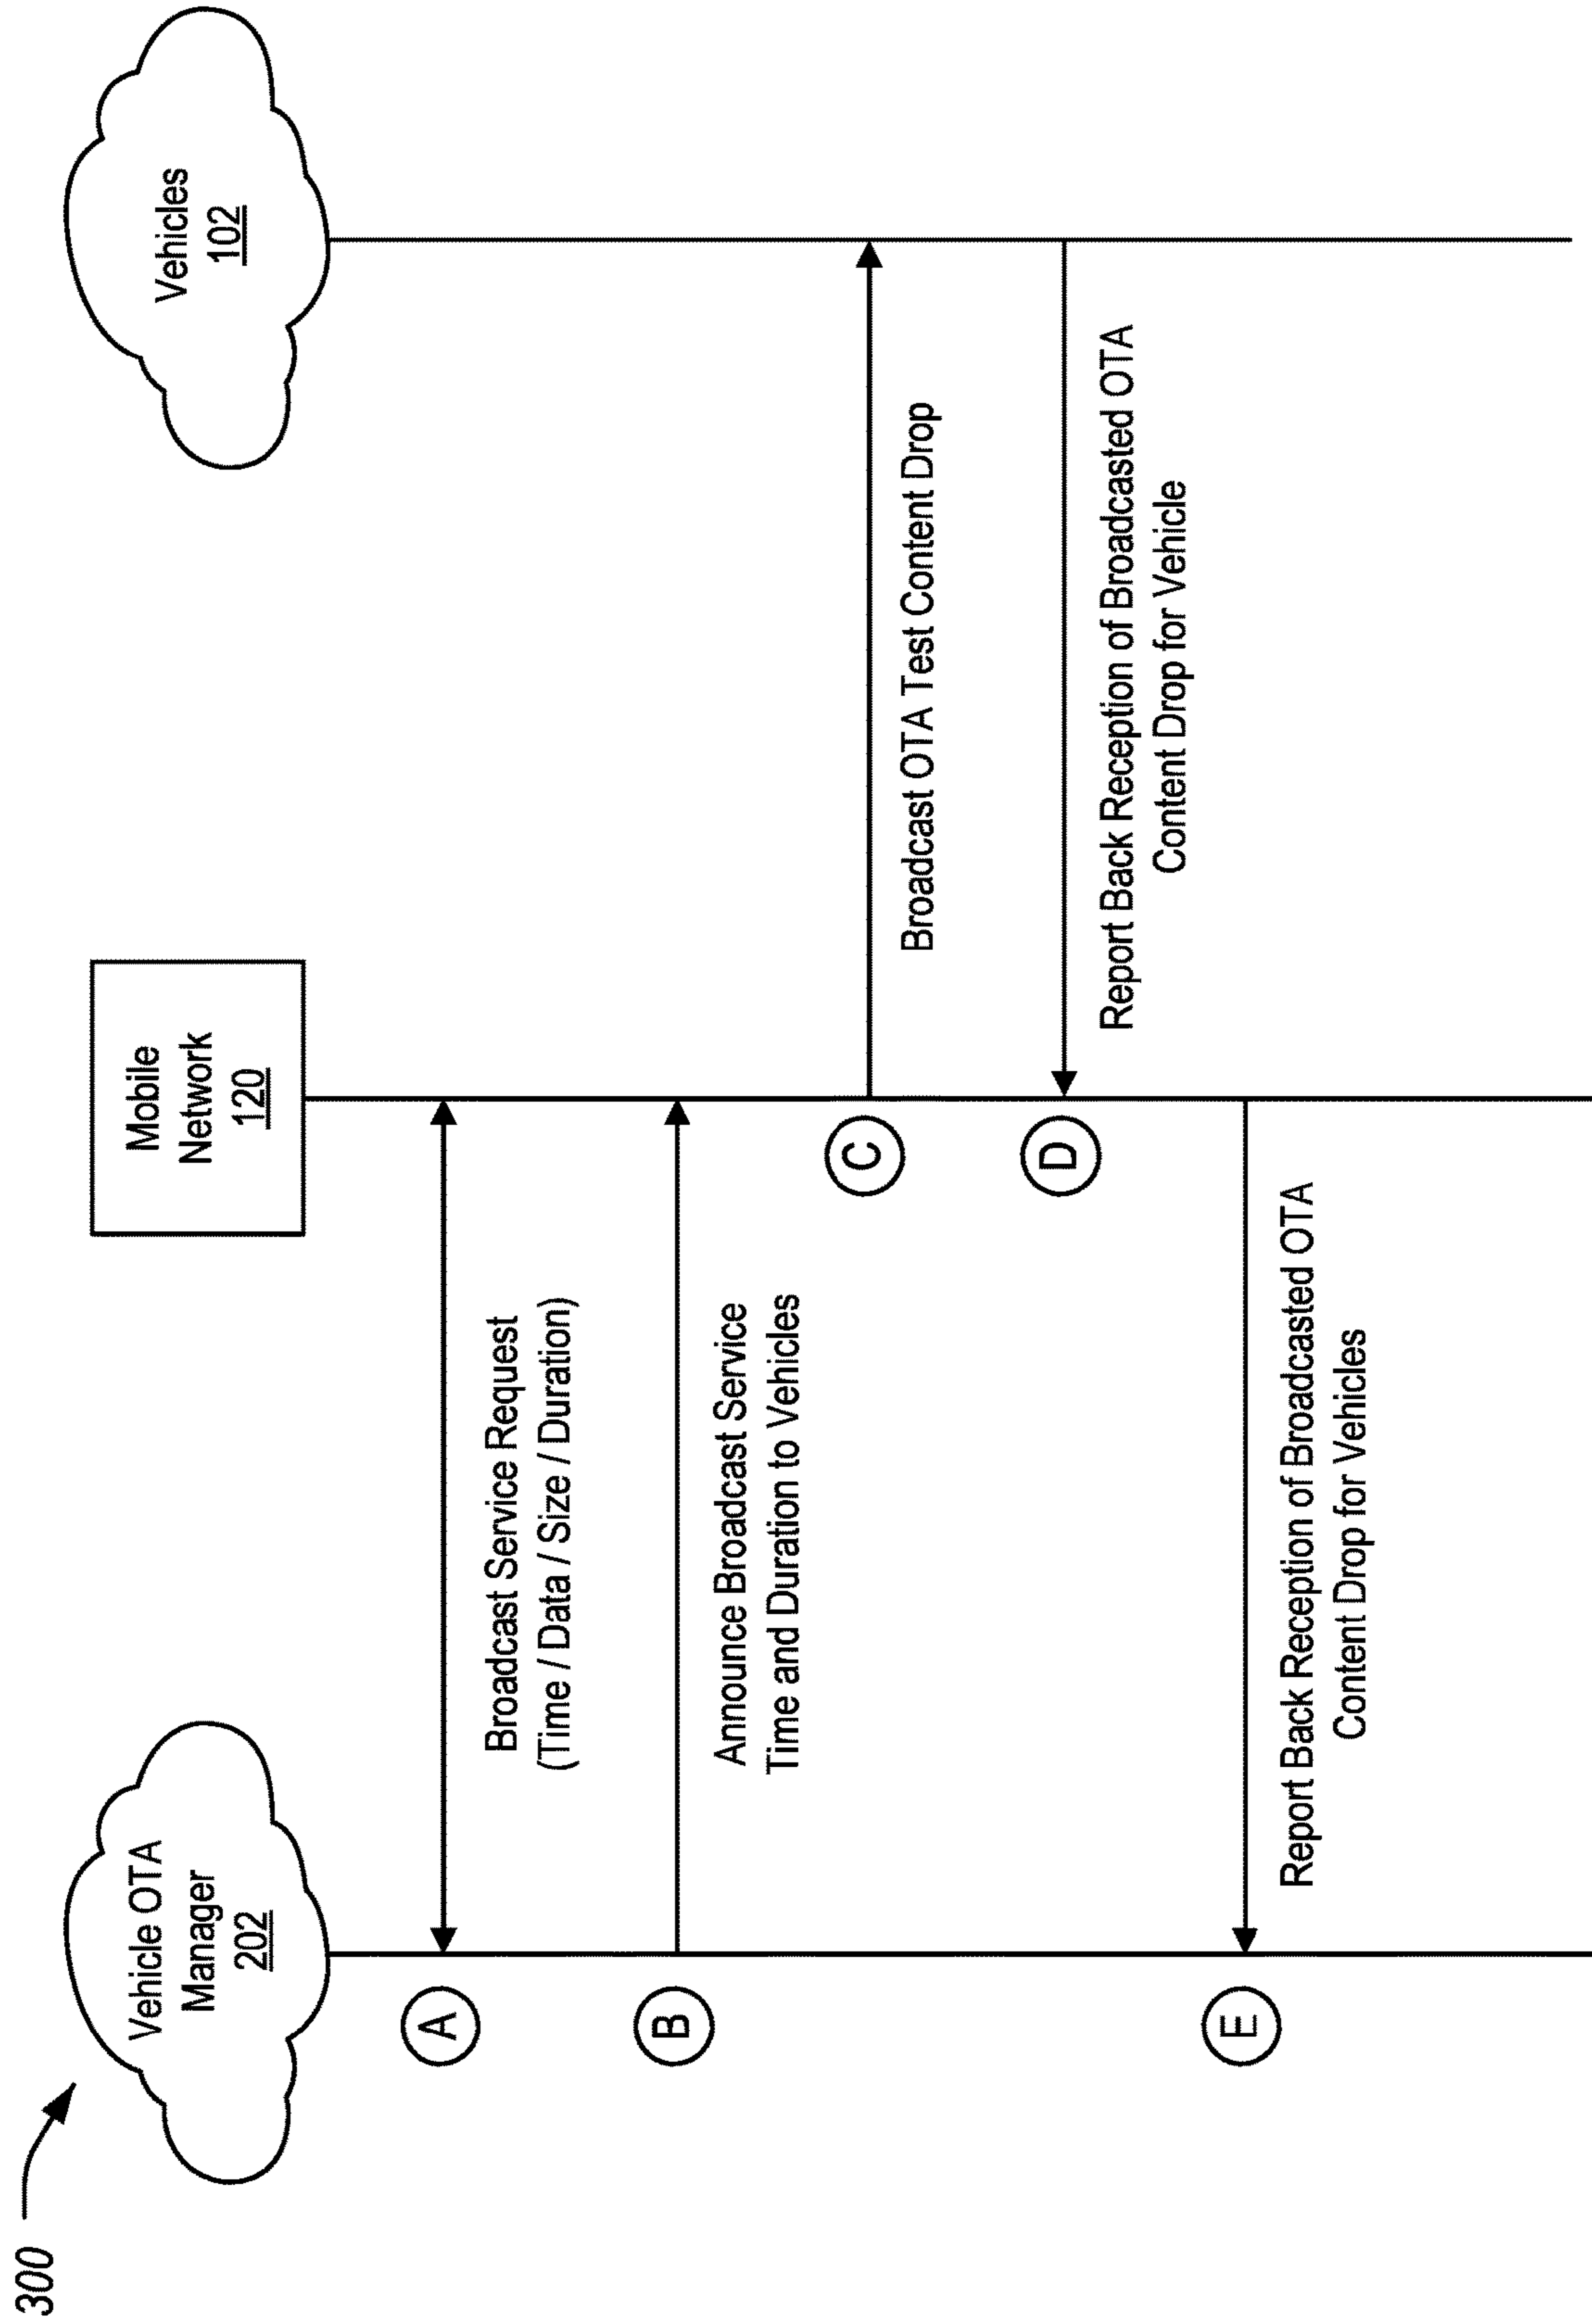 300
Vehicle OTA
Manager
202
Mobile
Network
120
Vehicles
102
A
Broadcast Service Request
(Time / Data / Size / Duration)
B
Announce Broadcast Service
Time and Duration to Vehicles
C
Broadcast OTA Test Content Drop
D
Report Back Reception of Broadcasted OTA
Content Drop for Vehicle
E
Report Back Reception of Broadcasted OTA
Content Drop for Vehicles